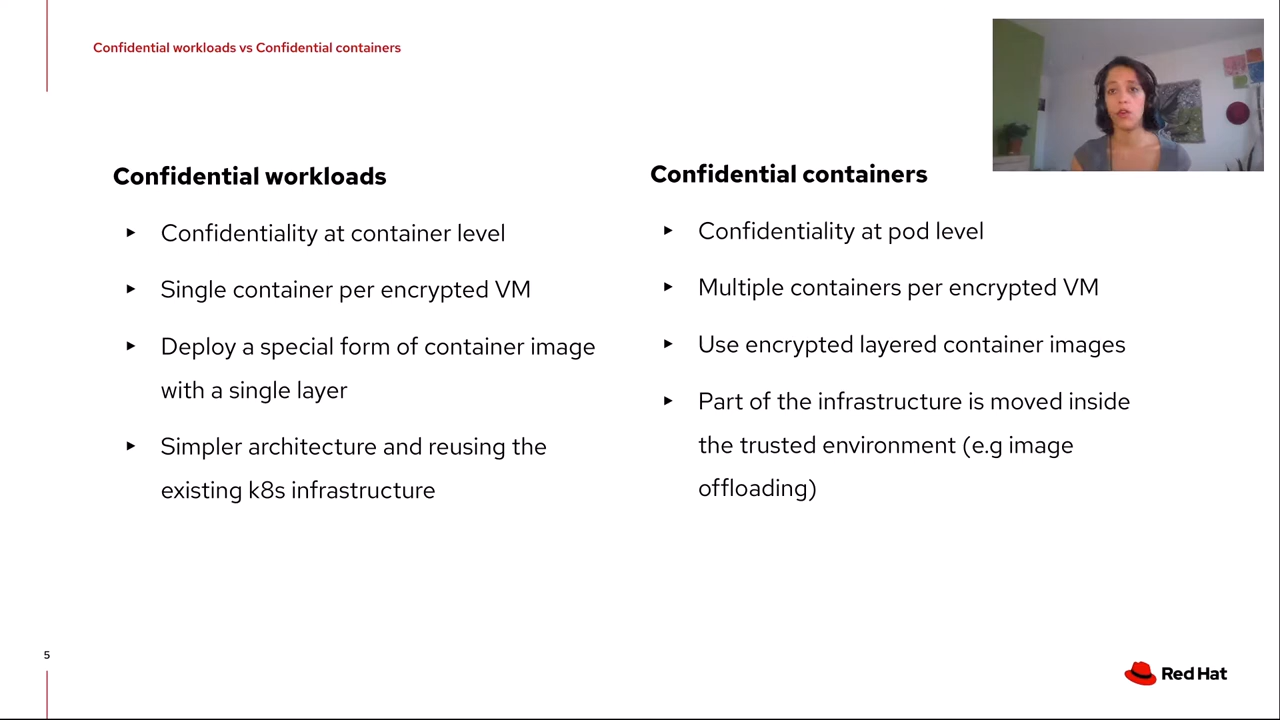 Confidential workloads vs Confidential containers
Confidential workloads
▸ Confidentiality at container level
▸ Single container per encrypted VM
▸ Deploy a special form of container image
with a single layer
▸ Simpler architecture and reusing the
existing k8s infrastructure
Confidential containers
▸ Confidentiality at pod level
▸ Multiple containers per encrypted VM
▸ Use encrypted layered container images
▸ Part of the infrastructure is moved inside
the trusted environment (e.g image
offloading)
5
Red Hat